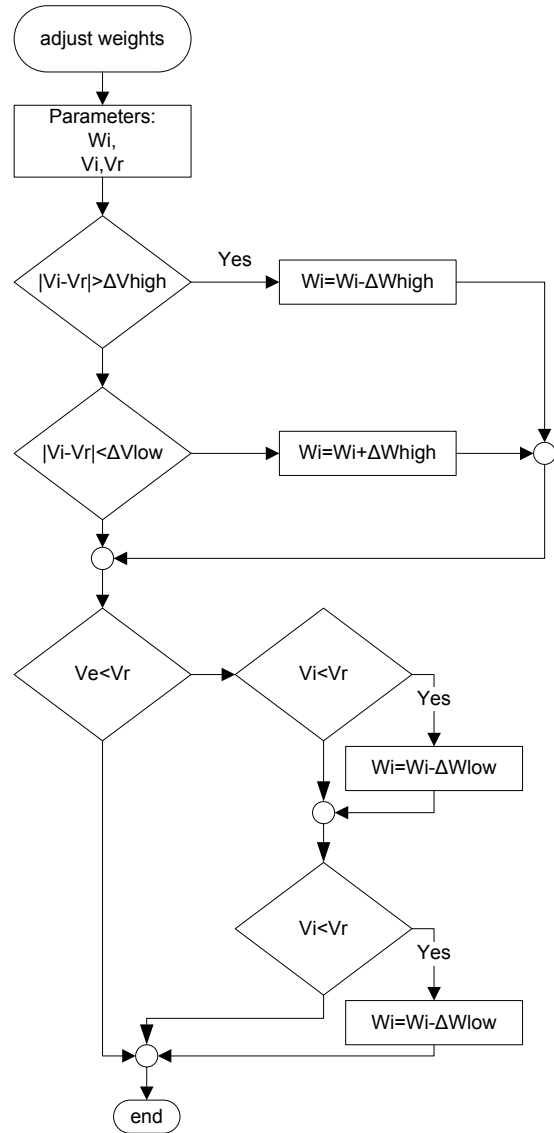 adjust weights
Parameters:
Wi,
Vi,Vr
|Vi-Vr|>ΔVhigh
Yes
Wi=Wi-ΔWhigh
|Vi-Vr|<ΔVlow
Wi=Wi+ΔWhigh
Ve<Vr
Vi<Vr
Yes
Wi=Wi-ΔWlow
Vi<Vr
Yes
Wi=Wi-ΔWlow
end